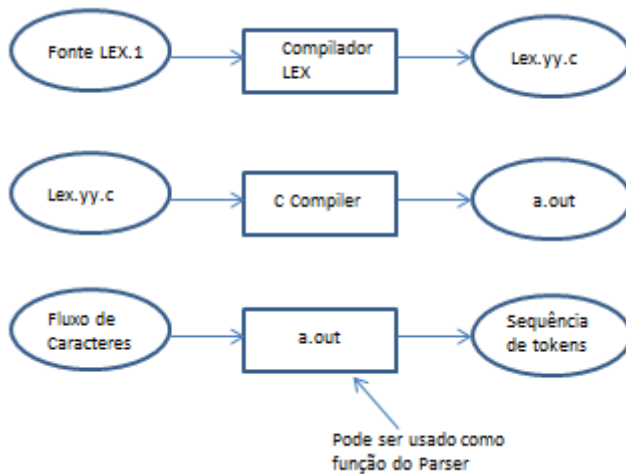 Fonte LEX.1
Compilador
LEX
Lex.yy.c
Lex.yy.c
C Compiler
a.out
Fluxo de
Caracteres
a.out
Sequência
de tokens
Pode ser usado como
função do Parser